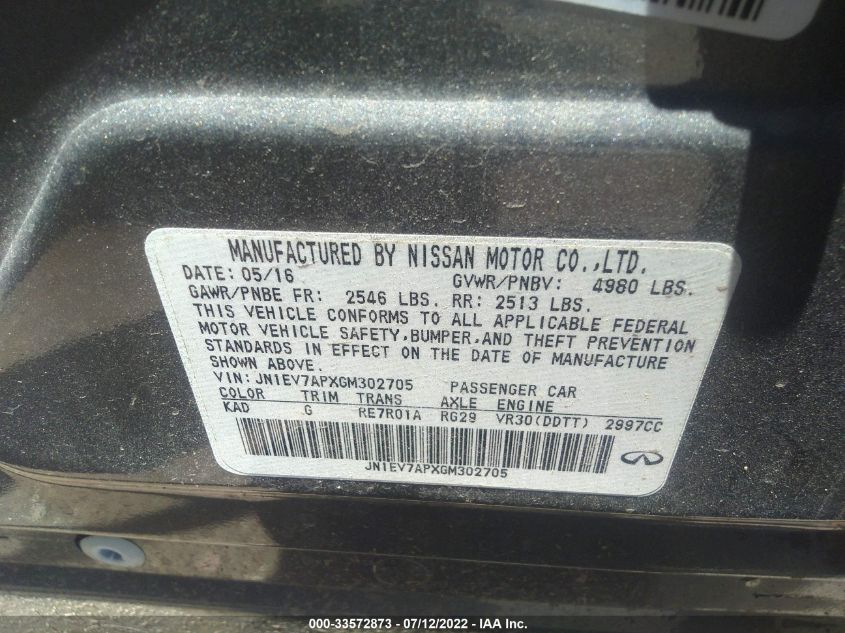 MANUFACTURED BY NISSAN MOTOR CO.,LTD.
DATE: 05/16 GVWR/PNBV: 4980 LBS.
GAWR/PNBE FR: 2546 LBS. RR: 2513 LBS.
THIS VEHICLE CONFORMS TO ALL APPLICABLE FEDERAL
MOTOR VEHICLE SAFETY,BUMPER,AND THEFT PREVENTION
STANDARDS IN EFFECT ON THE DATE OF MANUFACTURE
SHOWN ABOVE.
VIN: JN1EV7APXGM302705 PASSENGER CAR
COLOR TRIM TRANS AXLE ENGINE
KAD G RE7R01A RG29 VR30(DDTT) 2997CC
JN1EV7APXGM302705
000-33572873 - 07/12/2022 - IAA Inc.